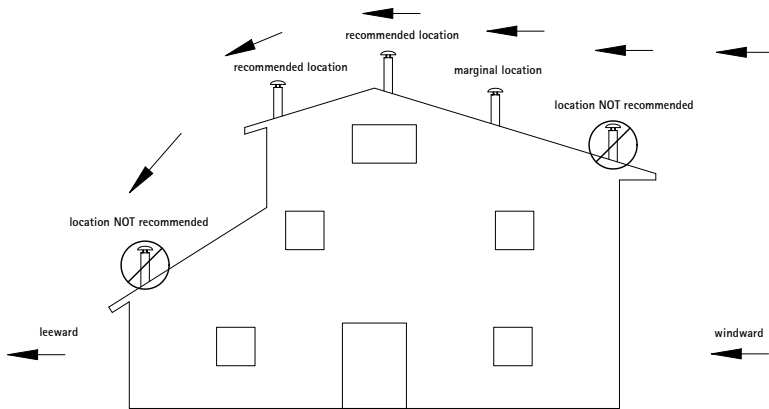 recommended location
recommended location
marginal location
location NOT recommended
location NOT recommended
leeward
windward